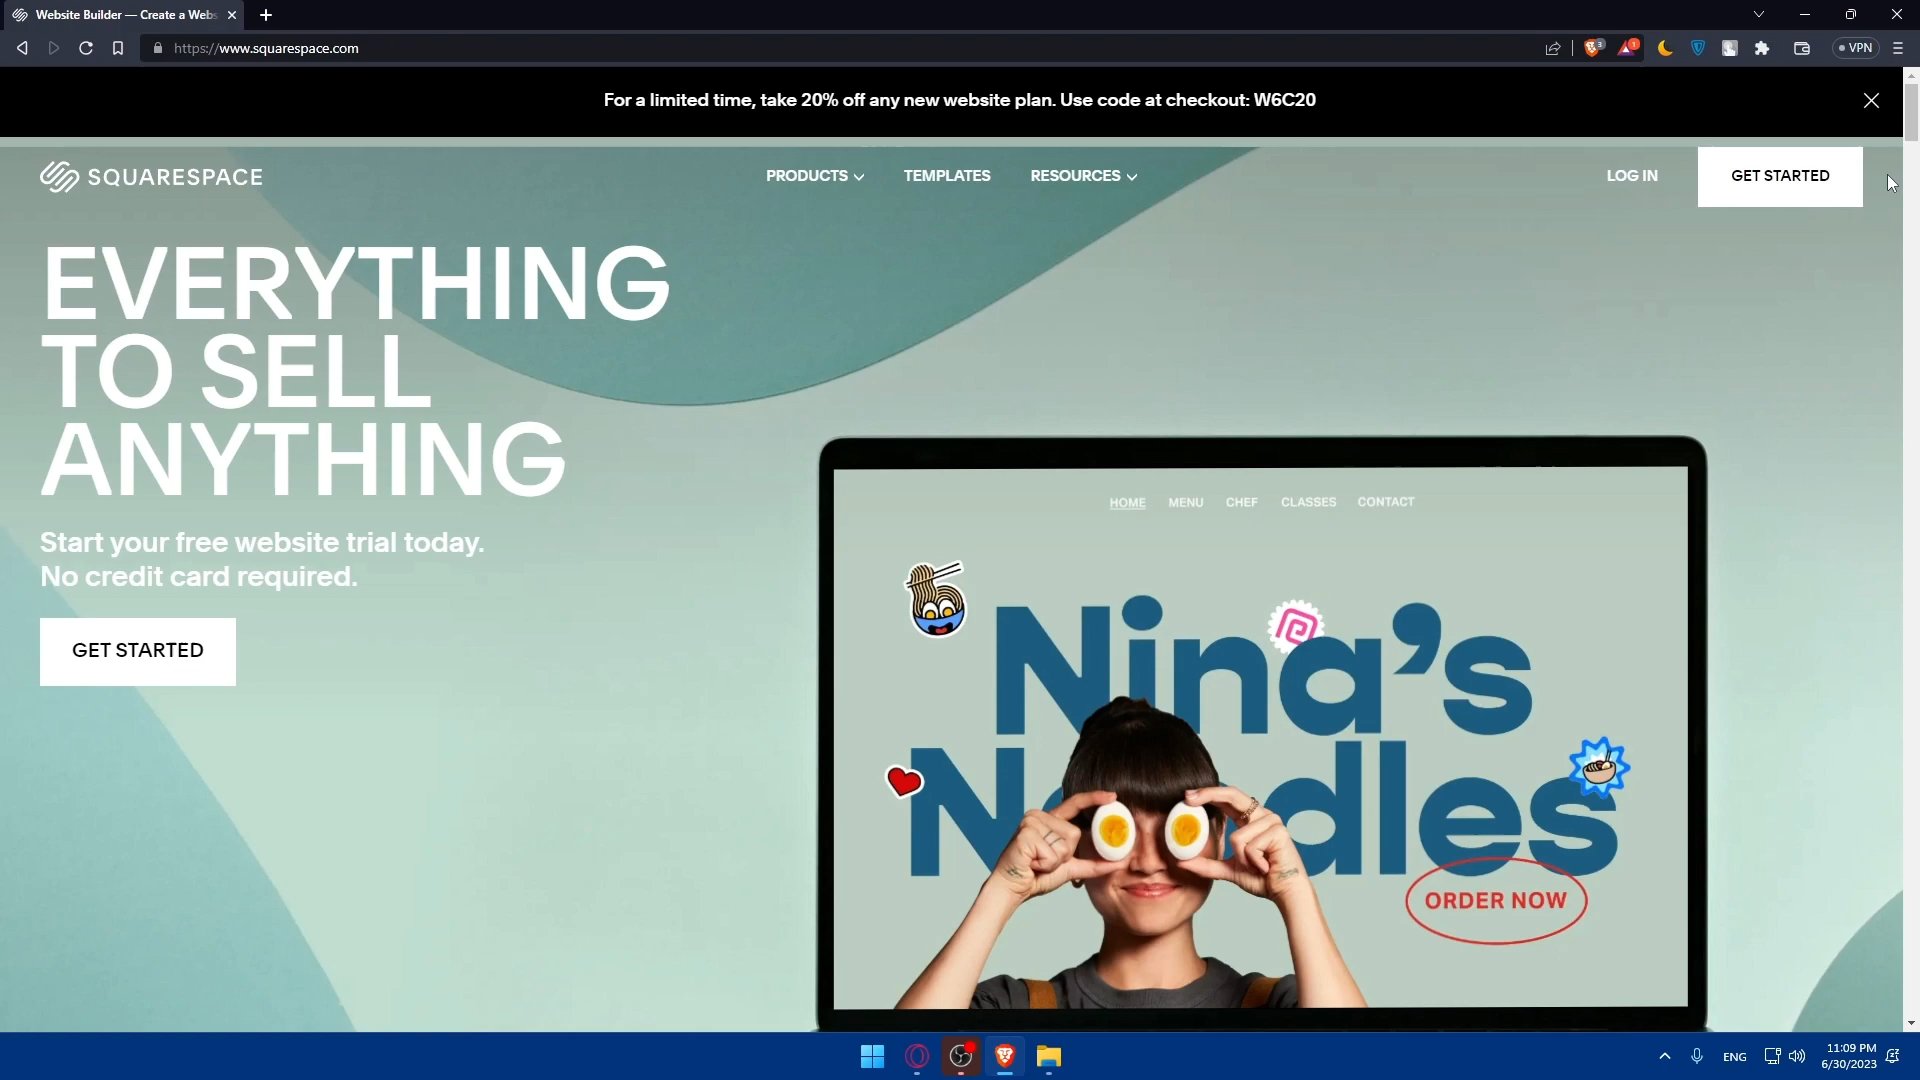 Website Builder — Create a Webs
https://www.squarespace.com
3
1
VPN
For a limited time, take 20% off any new website plan. Use code at checkout: W6C20
SQUARESPACE
PRODUCTS
TEMPLATES
RESOURCES
LOG IN
GET STARTED
EVERYTHING
TO SELL
ANYTHING
Start your free website trial today.
No credit card required.
GET STARTED
HOME
MENU
CHEF
CLASSES
CONTACT
Nina's
Noodles
ORDER NOW
ENG
11:09 PM
6/30/2023